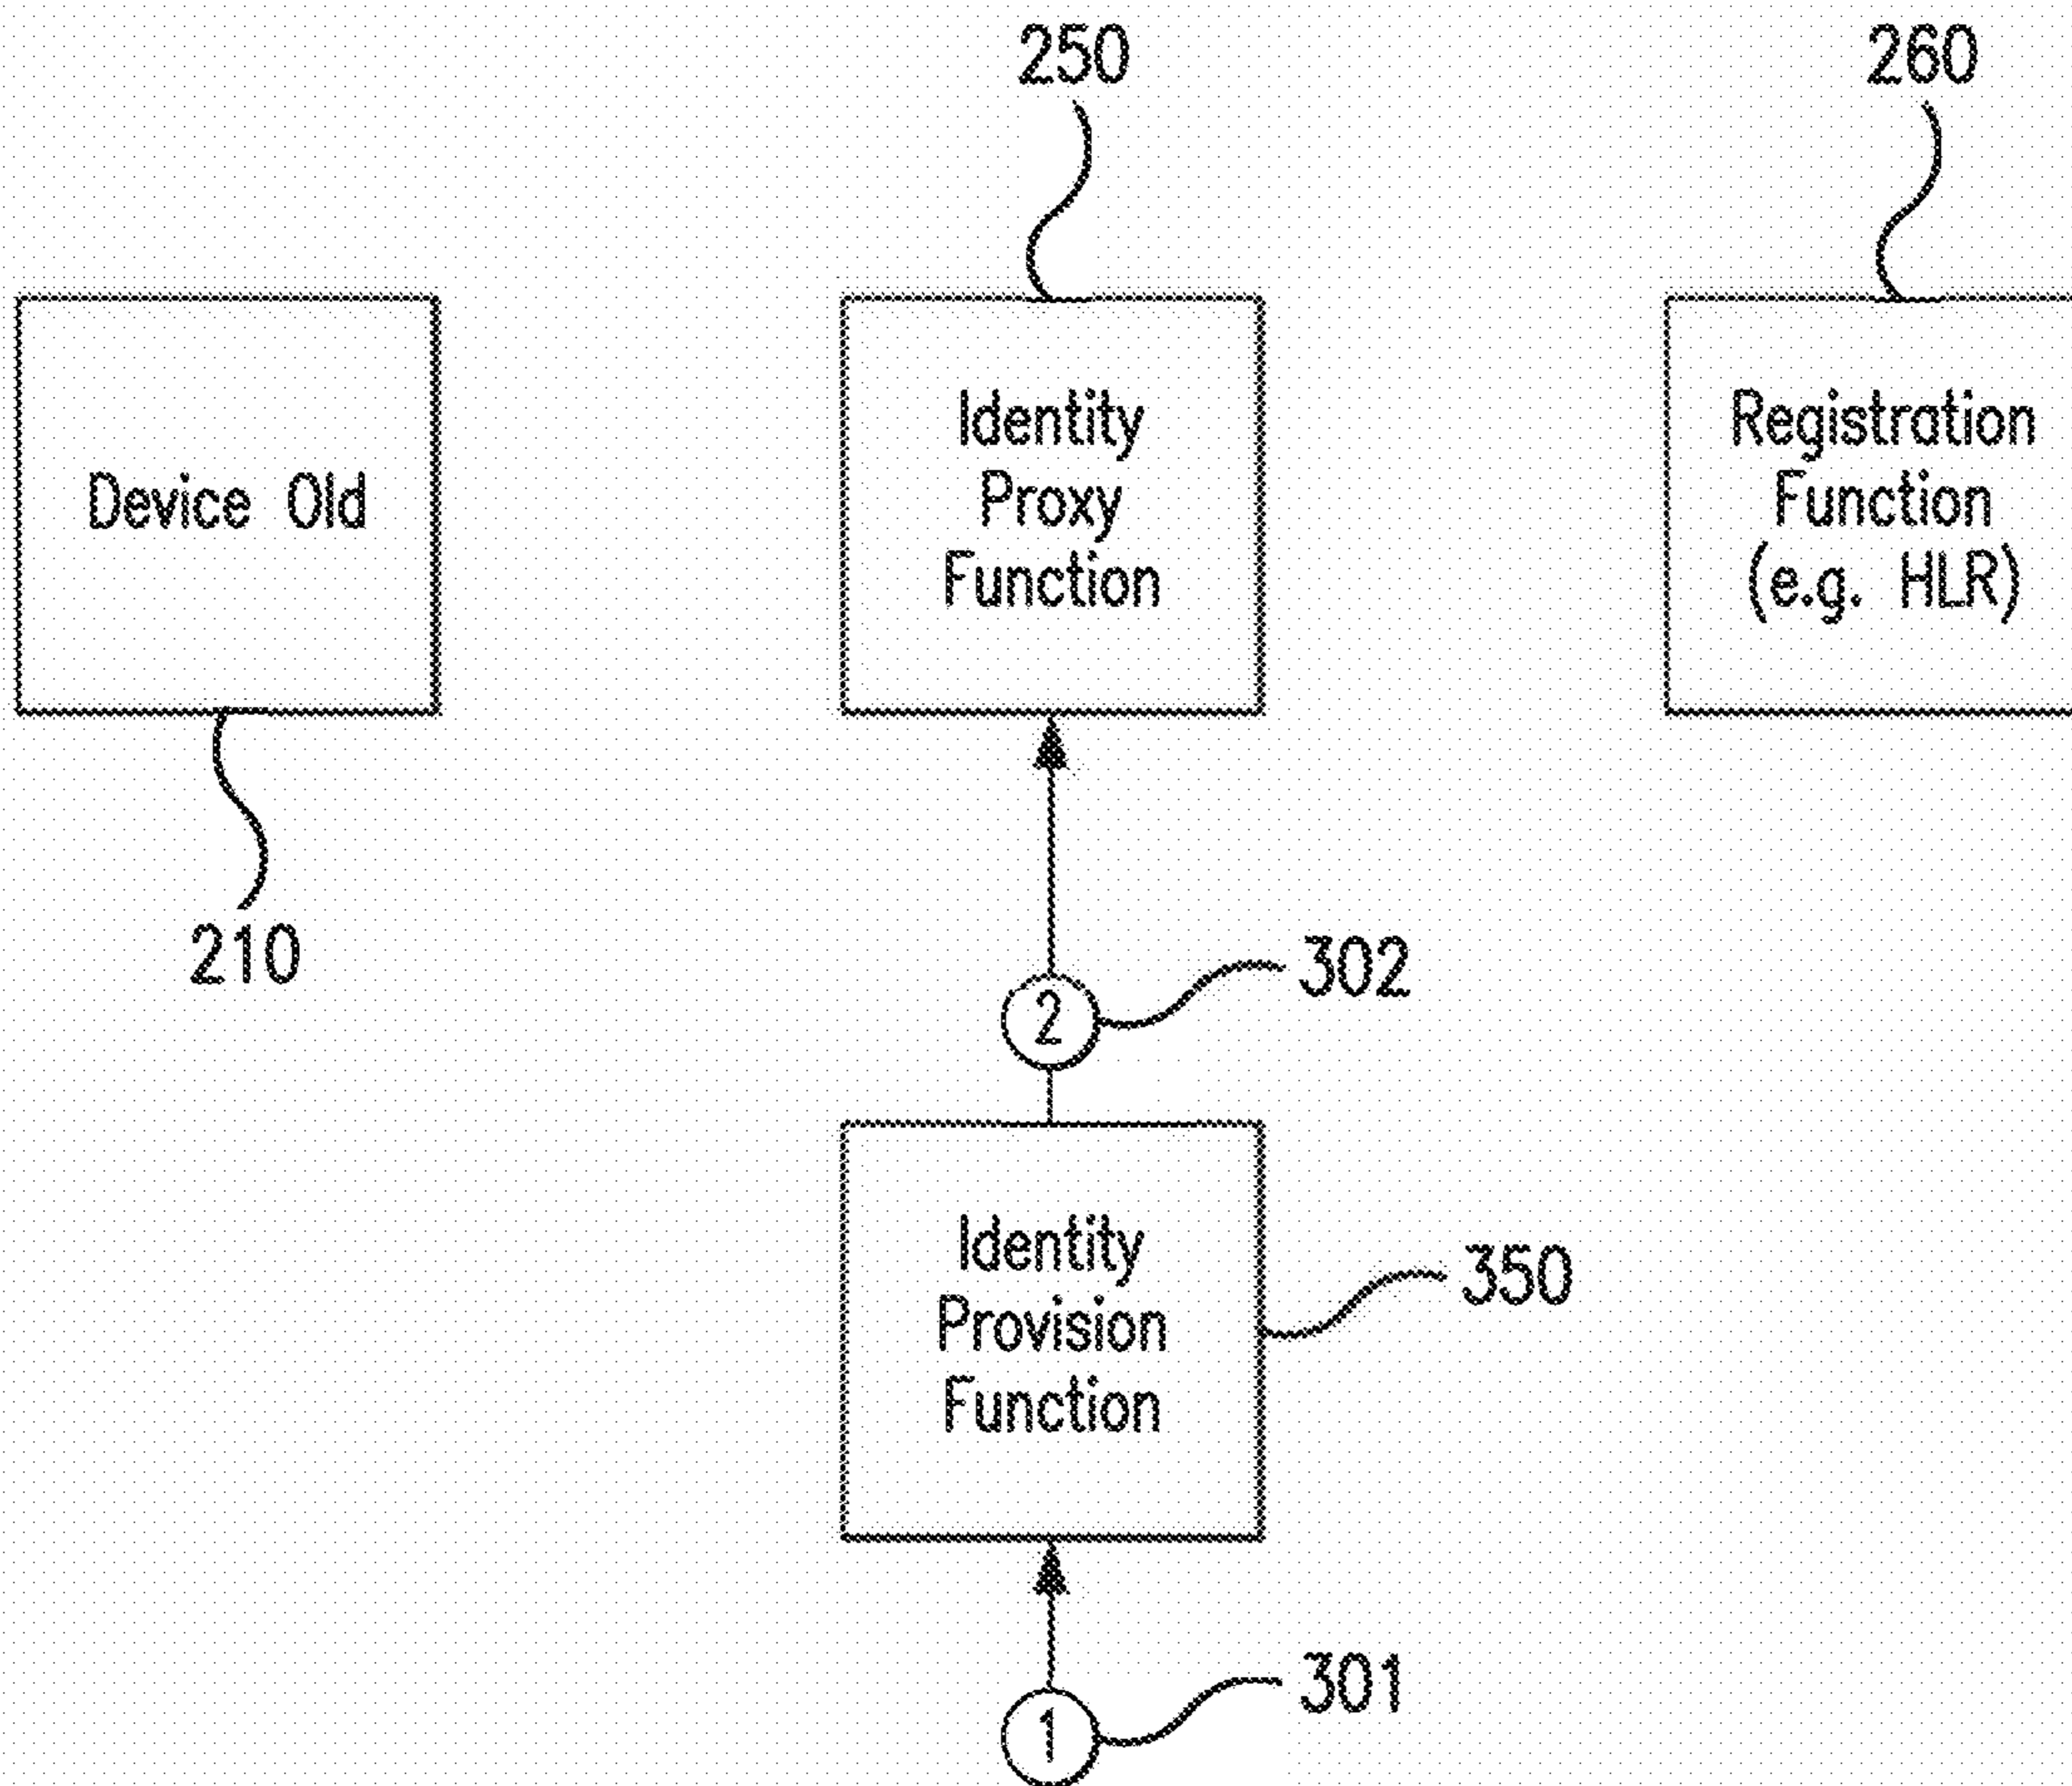 250
260
Device Old
Identity
Proxy
Function
Registration
Function
(e.g. HLR)
210
2
302
Identity
Provision
Function
350
1
301